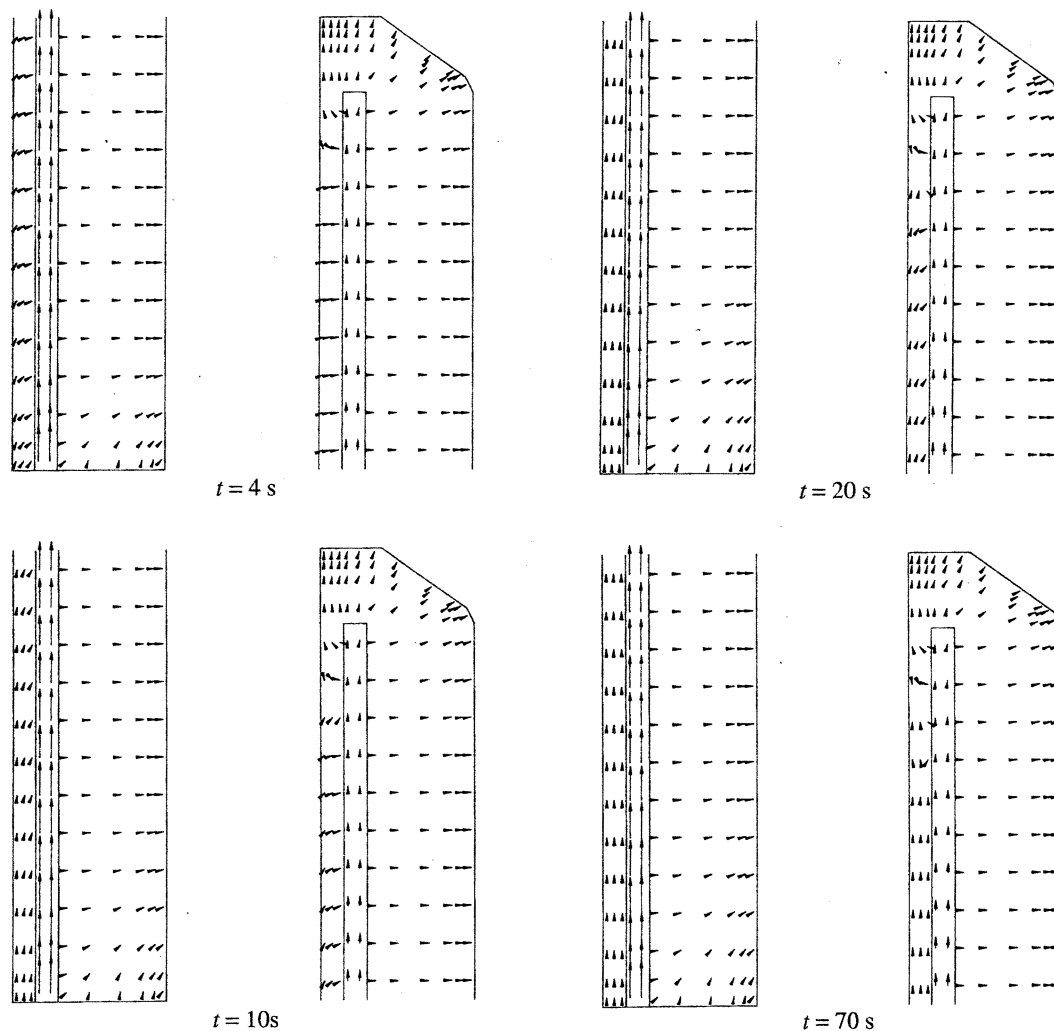 t = 4 s
t = 20 s
t = 10s
t = 70 s